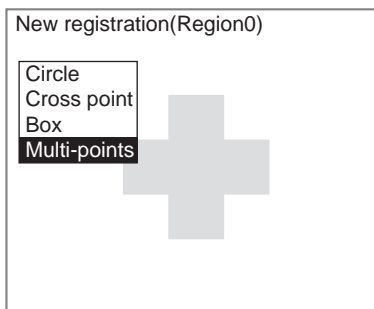 New registration(Region0)
Circle
Cross point
Box
Multi-points